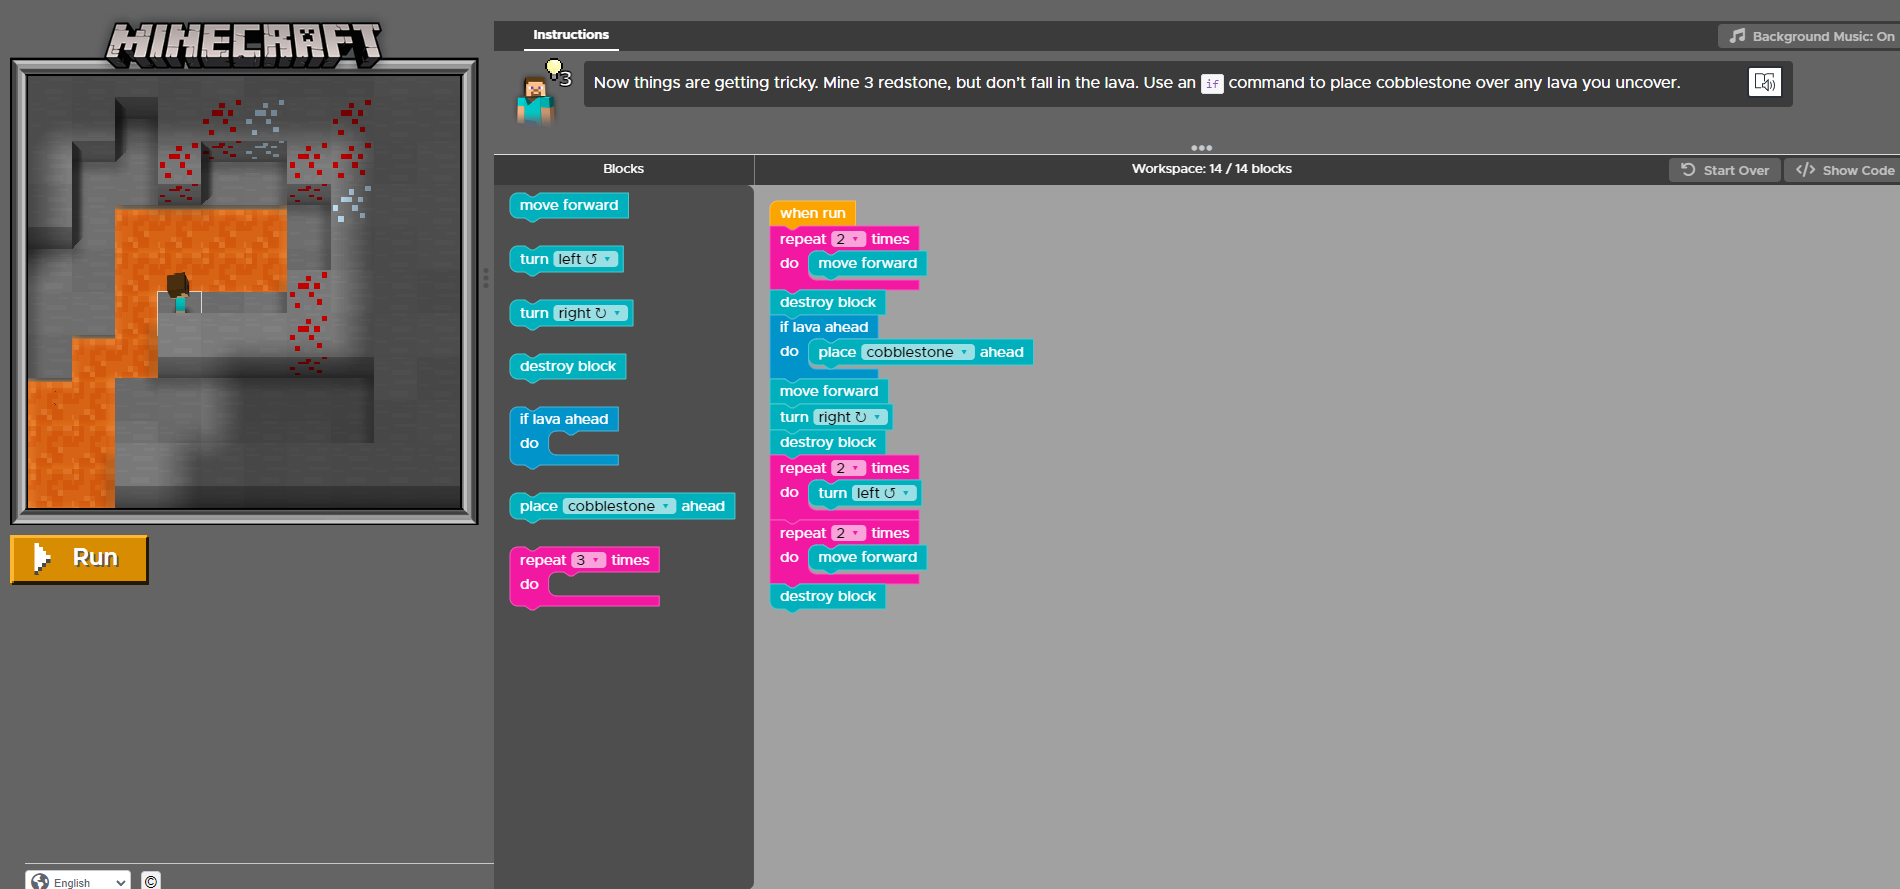 MINECRAFT
Instructions
Background Music: On
3
Now things are getting tricky. Mine 3 redstone, but don't fall in the lava. Use an if command to place cobblestone over any lava you uncover.
Blocks
Workspace: 14 / 14 blocks
Start Over
</> Show Code
move forward
turn left ↺
turn right ↻
destroy block
if lava ahead
do
place cobblestone ahead
repeat 3 times
do
when run
repeat 2 times
do move forward
destroy block
if lava ahead
do place cobblestone ahead
move forward
turn right ↻
destroy block
repeat 2 times
do turn left ↺
repeat 2 times
do move forward
destroy block
Run
English
©